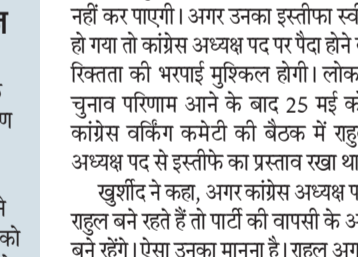 नहीं कर पाएगी। अगर उनका इस्तीफा
हो गया तो कांग्रेस अध्यक्ष पद पर पैदा होने
रिक्तता की भरपाई मुश्किल होगी। लोक
चुनाव परिणाम आने के बाद 25 मई
कांग्रेस वर्किंग कमेटी की बैठक में राहु
अध्यक्ष पद से इस्तीफे का प्रस्ताव रखा था
खुर्शीद ने कहा, अगर कांग्रेस अध्यक्ष
राहुल बने रहते हैं तो पार्टी की वापसी के
बने रहेंगे। ऐसा उनका मानना है। राहुल
ण
से
को